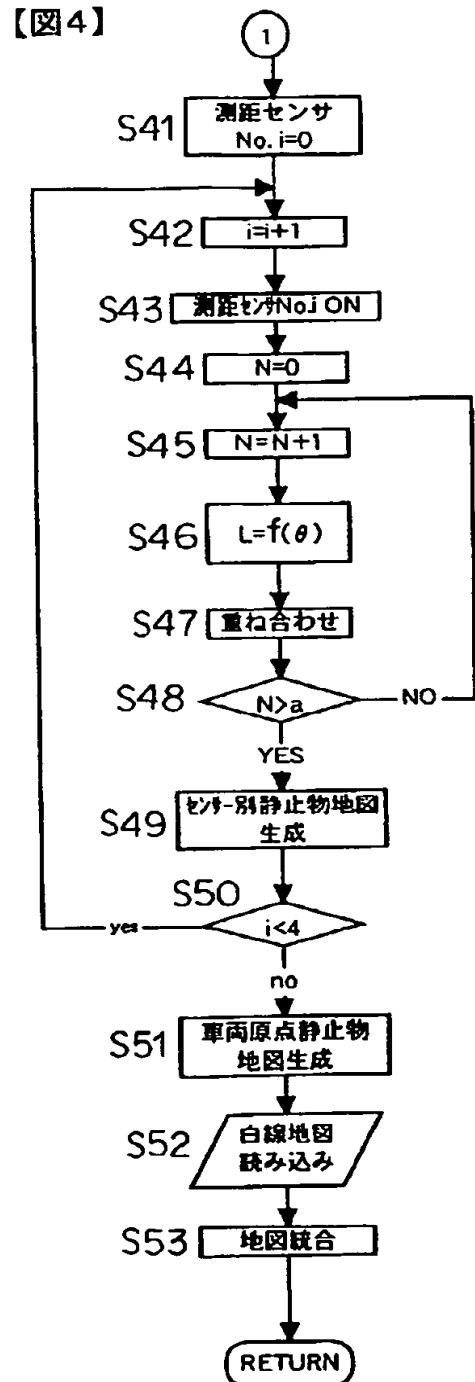 【図4】
1
S41
測距センサ
No.i=0
S42
i=i+1
S43
測距ｾﾝｻNo.i ON
S44
N=0
S45
N=N+1
S46
L=f(θ)
S47
重ね合わせ
S48
N>a
NO
YES
S49
ｾﾝｻｰ別静止物地図
生成
S50
i<4
yes
no
S51
車両原点静止物
地図生成
S52
白線地図
読み込み
S53
地図統合
RETURN